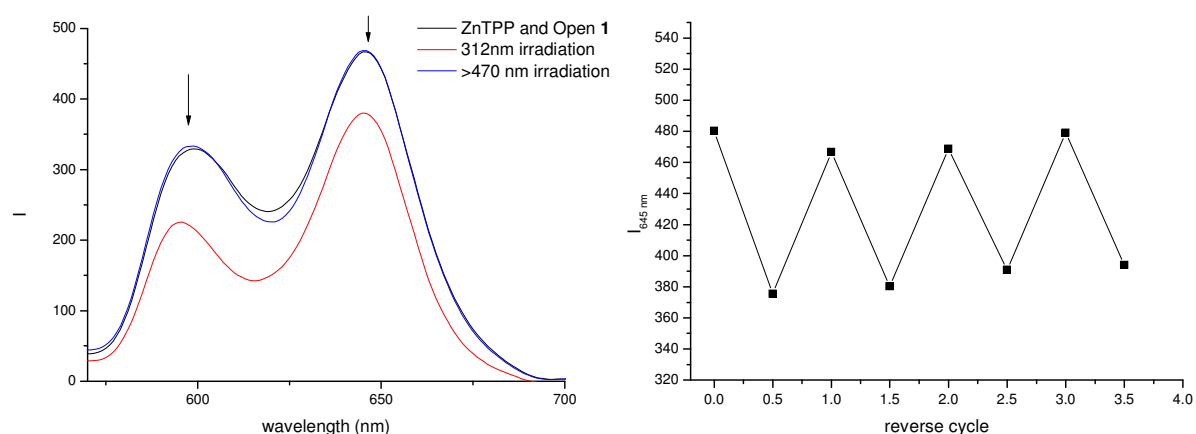 500
400
300
200
100
0
I
600
650
700
wavelength (nm)
ZnTPP and Open 1
312nm irradiation
>470 nm irradiation
540
520
500
480
460
440
420
400
380
360
340
320
I645 nm
0.0 0.5 1.0 1.5 2.0 2.5 3.0 3.5 4.0
reverse cycle